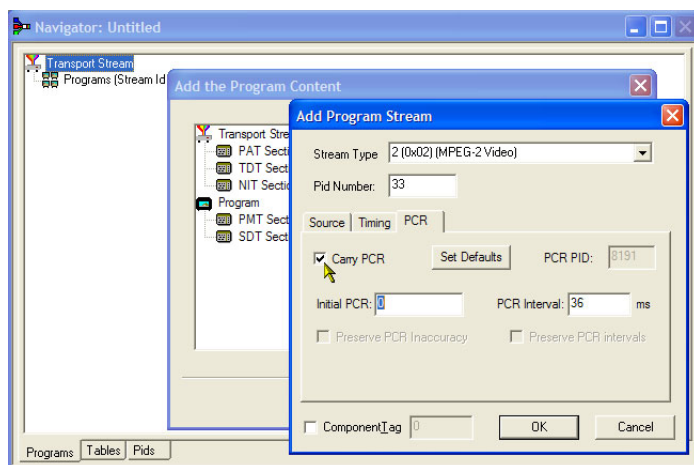 Navigator: Untitled
Transport Stream
Programs (Stream Id
Add the Program Content
Transport Stre
PAT Secti
TDT Sectio
NIT Sectio
Program
PMT Sect
SDT Sect
Add Program Stream
Stream Type 2 (0x02) (MPEG-2 Video)
Pid Number: 33
Source Timing PCR
Carry PCR Set Defaults PCR PID: 8191
Initial PCR: 0 PCR Interval: 36 ms
Preserve PCR Inaccuracy Preserve PCR intervals
ComponentTag 0 OK Cancel
Programs Tables Pids